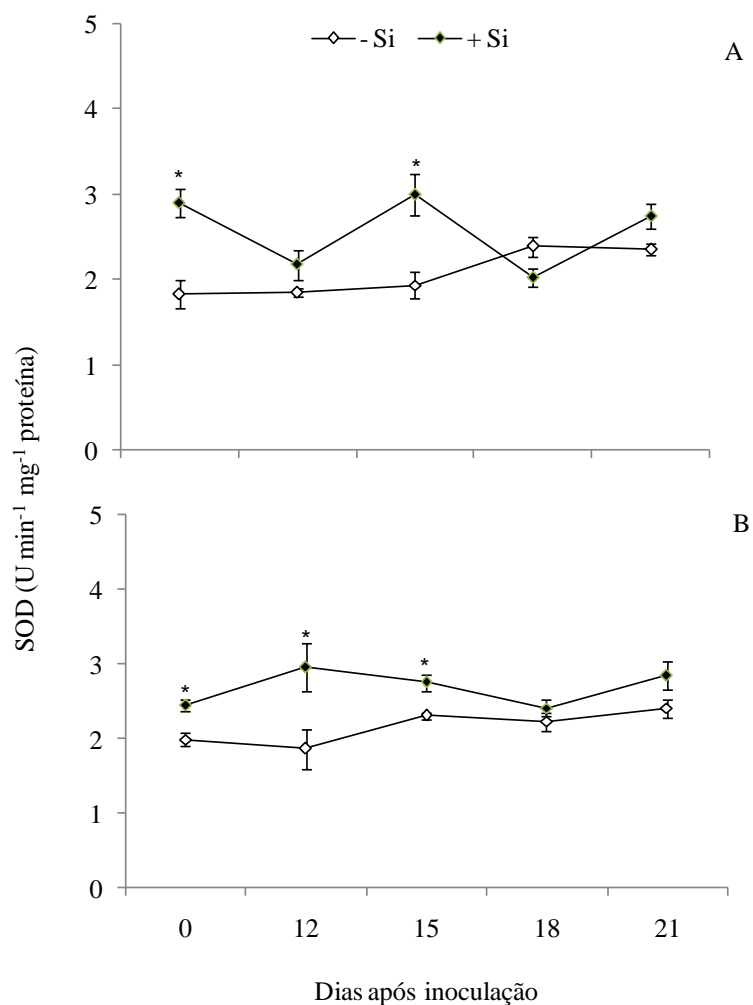 - Si + Si
A
5
4
3
2
1
0
*
*
SOD (U min-1 mg-1 proteína)
B
5
4
3
2
1
0
*
*
*
0 12 15 18 21
Dias após inoculação